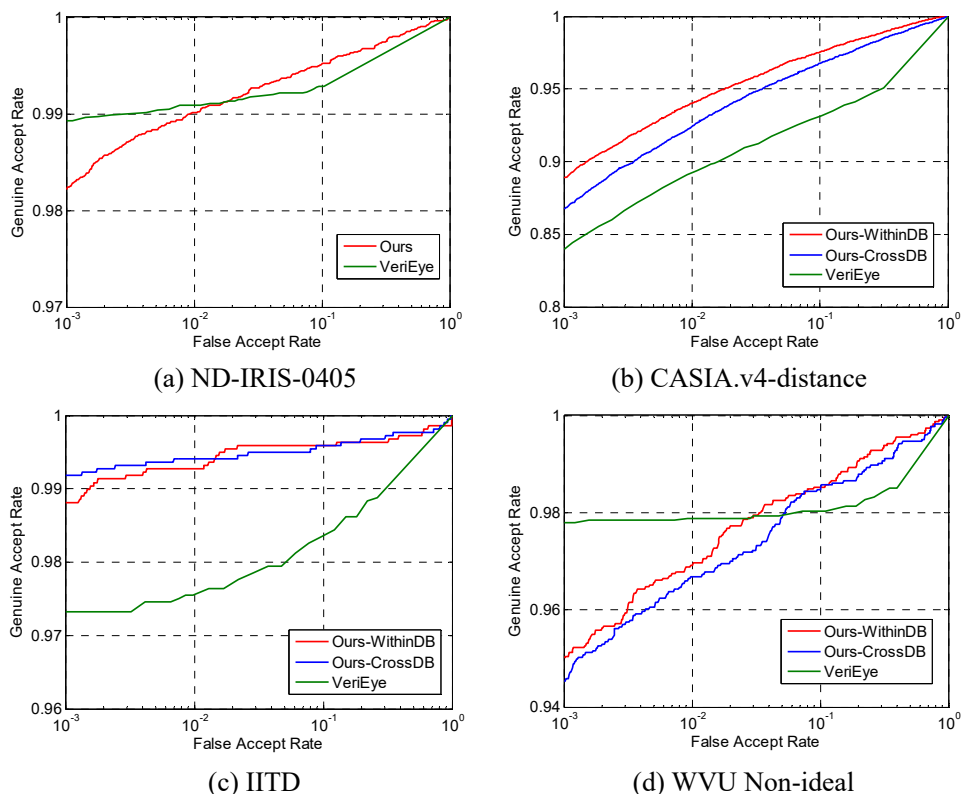 1
0.99
0.98
0.97
Genuine Accept Rate
10^-3 10^-2 10^-1 10^0
False Accept Rate
Ours
VeriEye
(a) ND-IRIS-0405
1
0.95
0.9
0.85
0.8
Genuine Accept Rate
10^-3 10^-2 10^-1 10^0
False Accept Rate
Ours-WithinDB
Ours-CrossDB
VeriEye
(b) CASIA.v4-distance
1
0.99
0.98
0.97
0.96
Genuine Accept Rate
10^-3 10^-2 10^-1 10^0
False Accept Rate
Ours-WithinDB
Ours-CrossDB
VeriEye
(c) IITD
1
0.98
0.96
0.94
Genuine Accept Rate
10^-3 10^-2 10^-1 10^0
False Accept Rate
Ours-WithinDB
Ours-CrossDB
VeriEye
(d) WVU Non-ideal